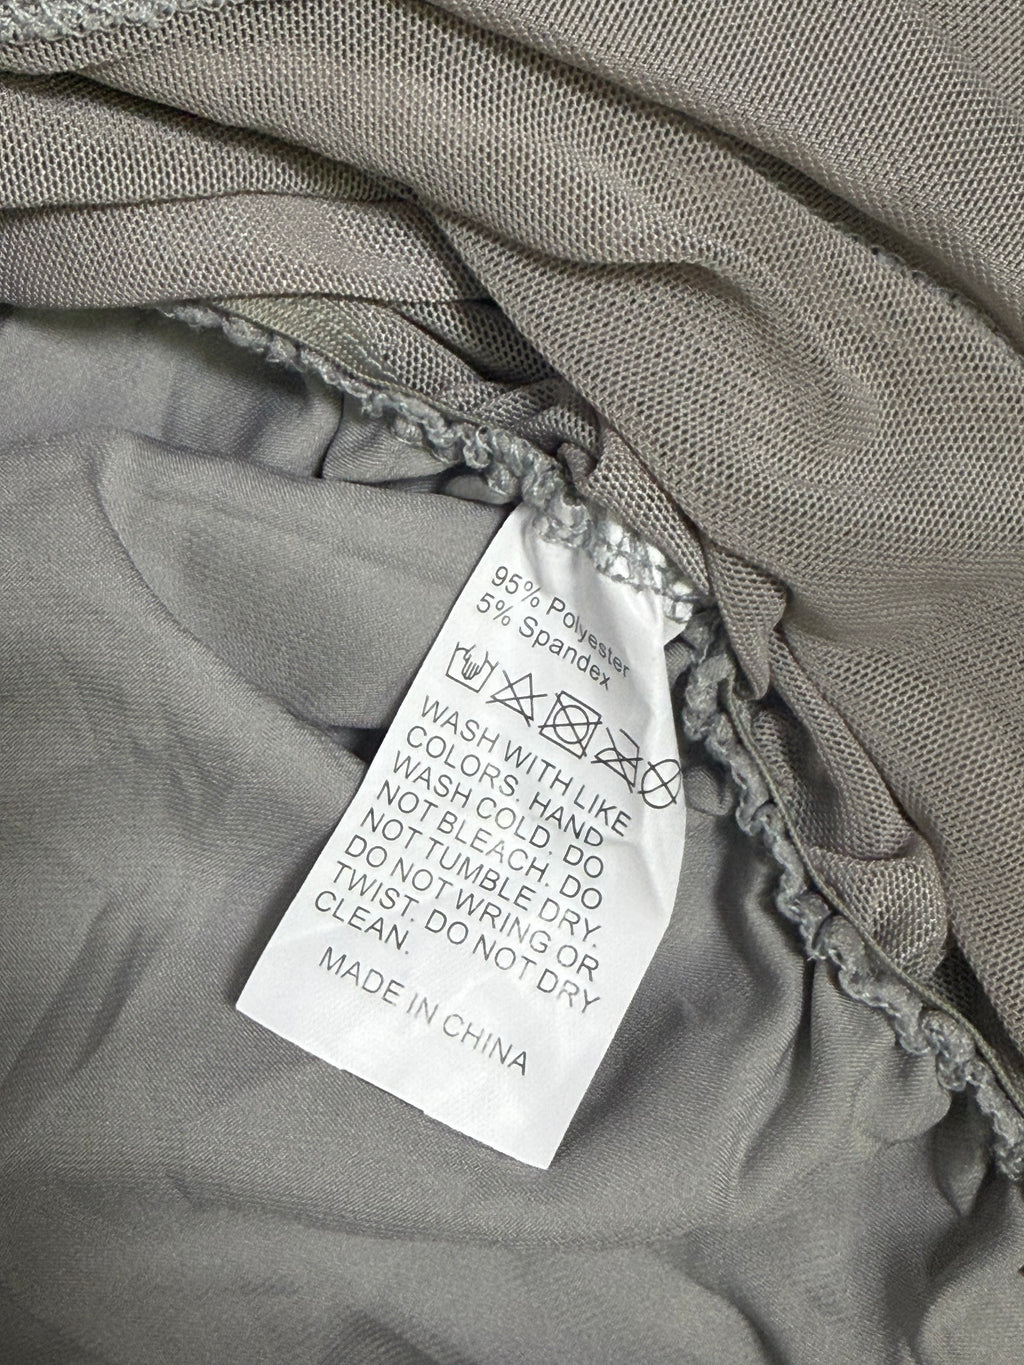 95% Polyester
5% Spandex
WASH WITH LIKE
COLORS. HAND
WASH COLD. DO
NOT BLEACH. DO
NOT TUMBLE DRY.
DO NOT WRING OR
TWIST. DO NOT DRY
CLEAN.
MADE IN CHINA